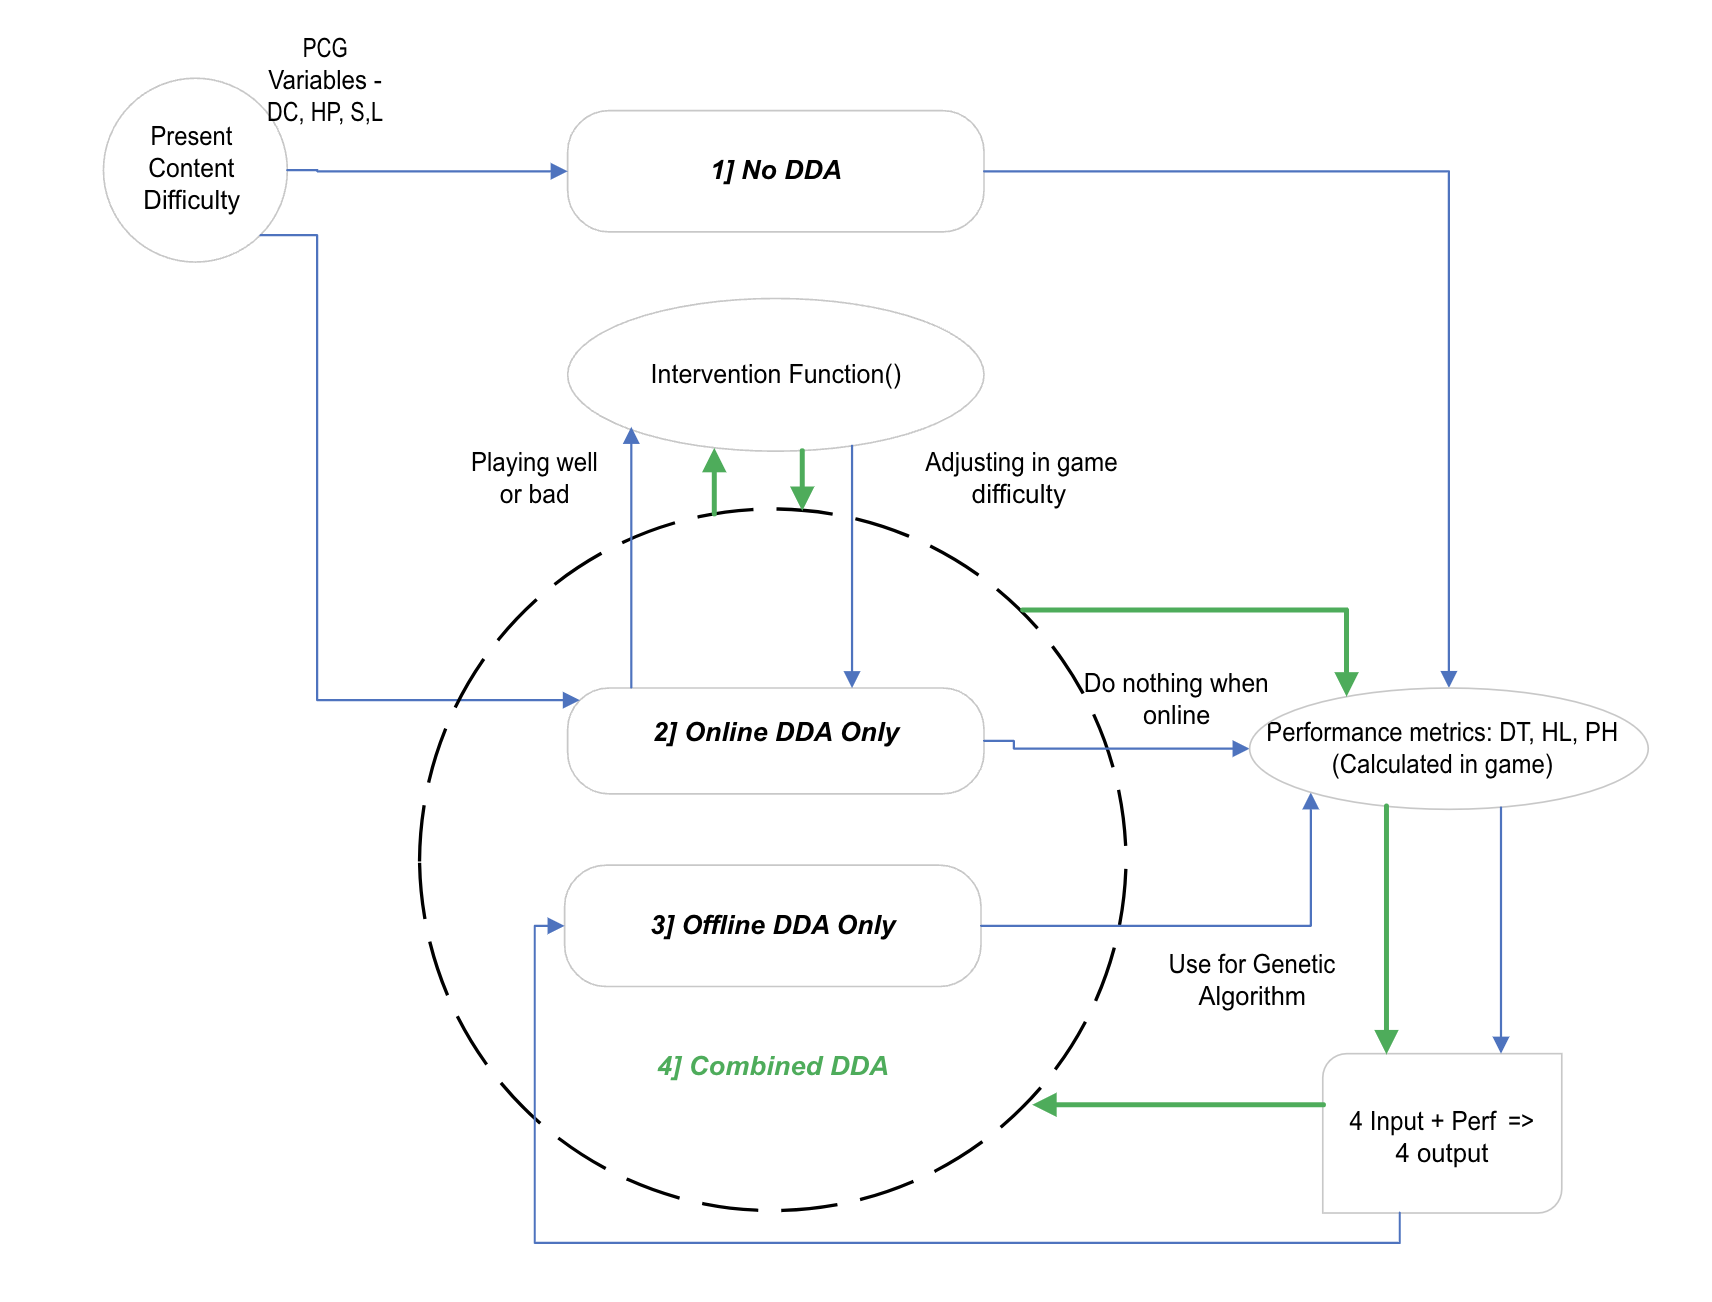 PCG
Variables -
DC, HP, S,L
Present
Content
Difficulty
1] No DDA
Intervention Function()
Playing well
or bad
Adjusting in game
difficulty
Do nothing when
online
2] Online DDA Only
Performance metrics: DT, HL, PH
(Calculated in game)
3] Offline DDA Only
Use for Genetic
Algorithm
4] Combined DDA
4 Input + Perf =>
4 output